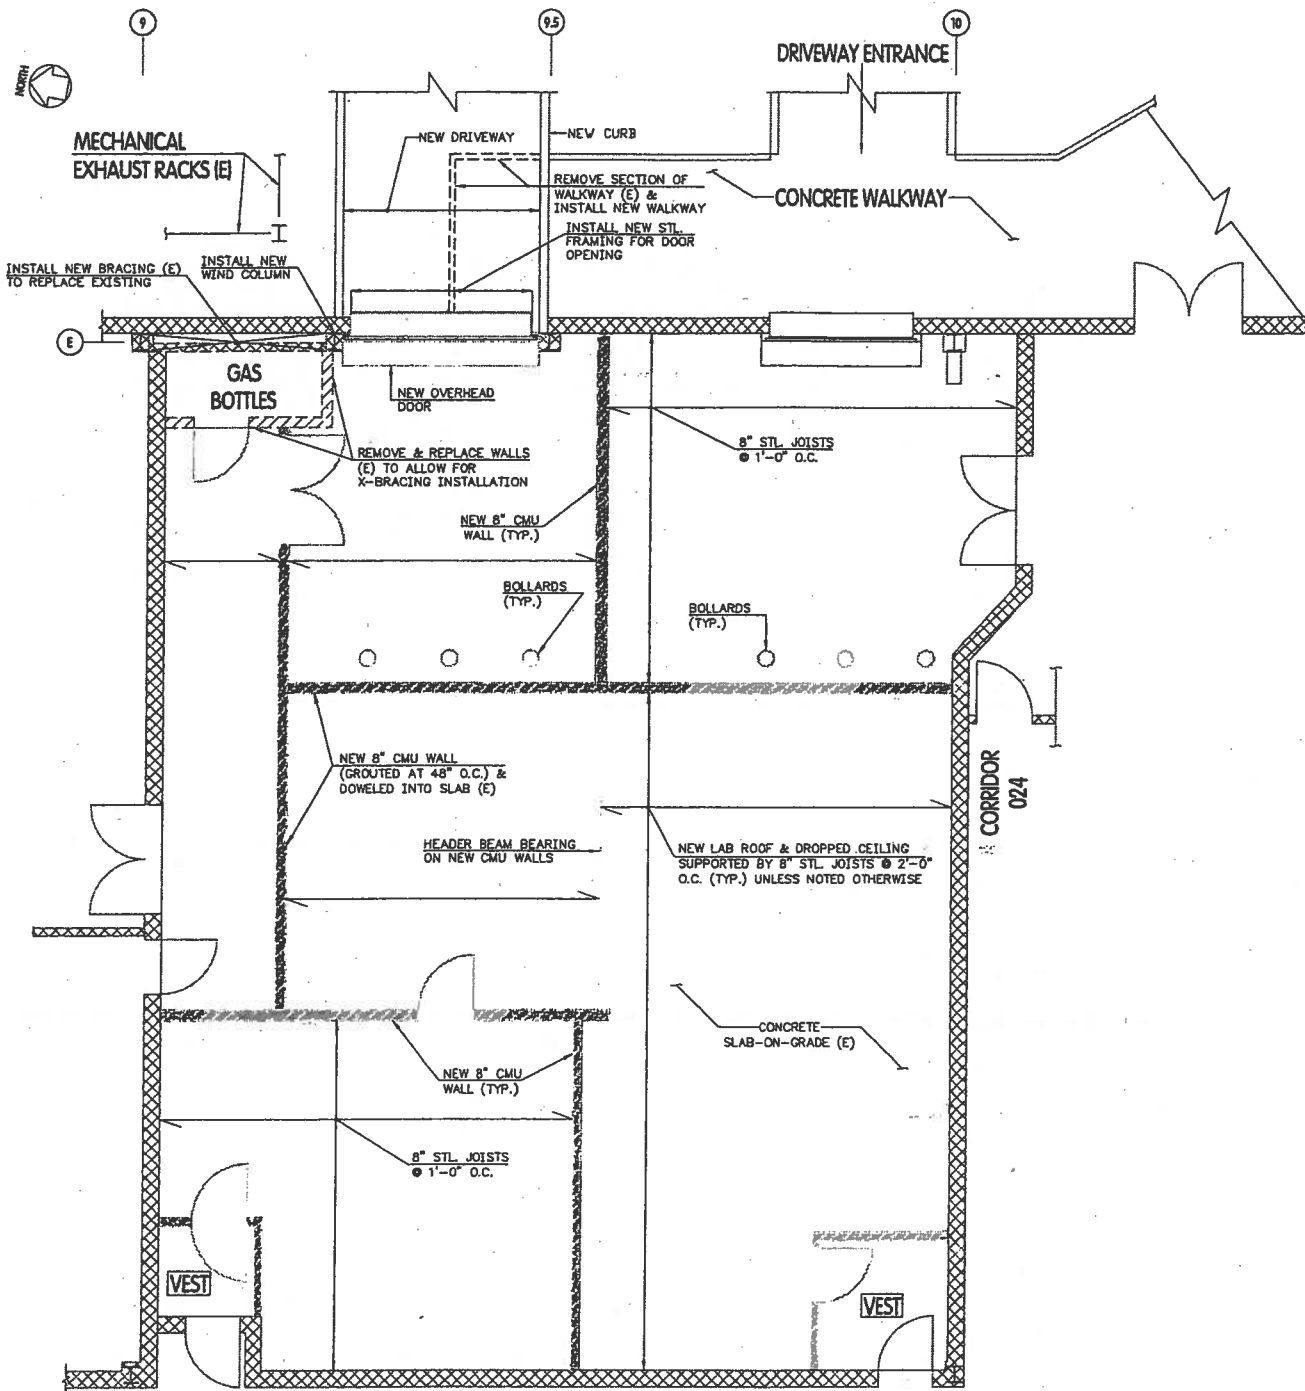 9
9.5
10
NORTH
DRIVEWAY ENTRANCE
MECHANICAL
EXHAUST RACKS (E)
NEW DRIVEWAY
NEW CURB
REMOVE SECTION OF
WALKWAY (E) &
INSTALL NEW WALKWAY
CONCRETE WALKWAY
INSTALL NEW STL.
FRAMING FOR DOOR
OPENING
INSTALL NEW BRACING (E)
TO REPLACE EXISTING
INSTALL NEW
WIND COLUMN
E
GAS
BOTTLES
NEW OVERHEAD
DOOR
REMOVE & REPLACE WALLS
(E) TO ALLOW FOR
X-BRACING INSTALLATION
8" STL. JOISTS
@ 1'-0" O.C.
NEW 8" CMU
WALL (TYP.)
BOLLARDS
(TYP.)
BOLLARDS
(TYP.)
NEW 8" CMU WALL
(GROUTED AT 48" O.C.) &
DOWELED INTO SLAB (E)
CORRIDOR
024
HEADER BEAM BEARING
ON NEW CMU WALLS
NEW LAB ROOF & DROPPED CEILING
SUPPORTED BY 8" STL. JOISTS @ 2'-0"
O.C. (TYP.) UNLESS NOTED OTHERWISE
CONCRETE
SLAB-ON-GRADE (E)
NEW 8" CMU
WALL (TYP.)
8" STL. JOISTS
@ 1'-0" O.C.
VEST
VEST